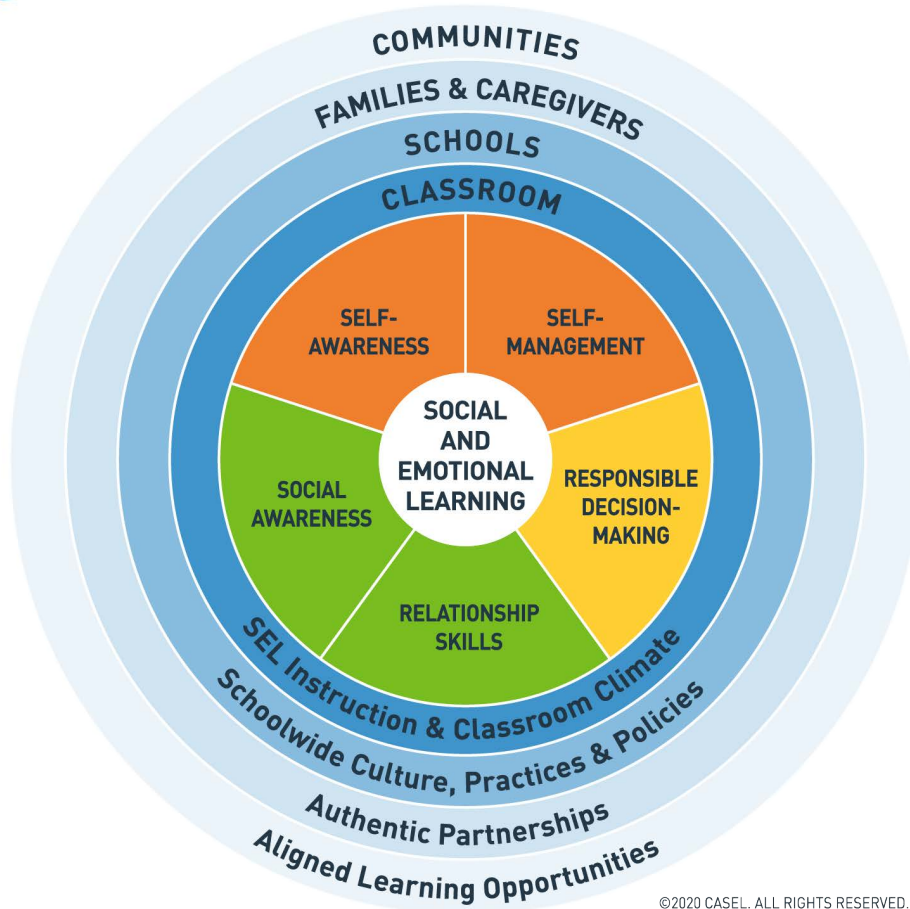 COMMUNITIES
FAMILIES & CAREGIVERS
SCHOOLS
CLASSROOM
SELF-
AWARENESS
SELF-
MANAGEMENT
SOCIAL
AND
EMOTIONAL
LEARNING
SOCIAL
AWARENESS
RESPONSIBLE
DECISION-
MAKING
RELATIONSHIP
SKILLS
SEL Instruction & Classroom Climate
Schoolwide Culture, Practices & Policies
Authentic Partnerships
Aligned Learning Opportunities
©2020 CASEL. ALL RIGHTS RESERVED.